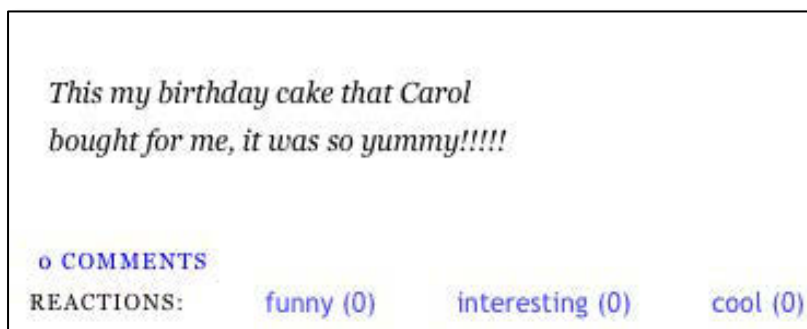 This my birthday cake that Carol
bought for me, it was so yummy!!!!!
0 COMMENTS
REACTIONS: funny (0) interesting (0) cool (0)